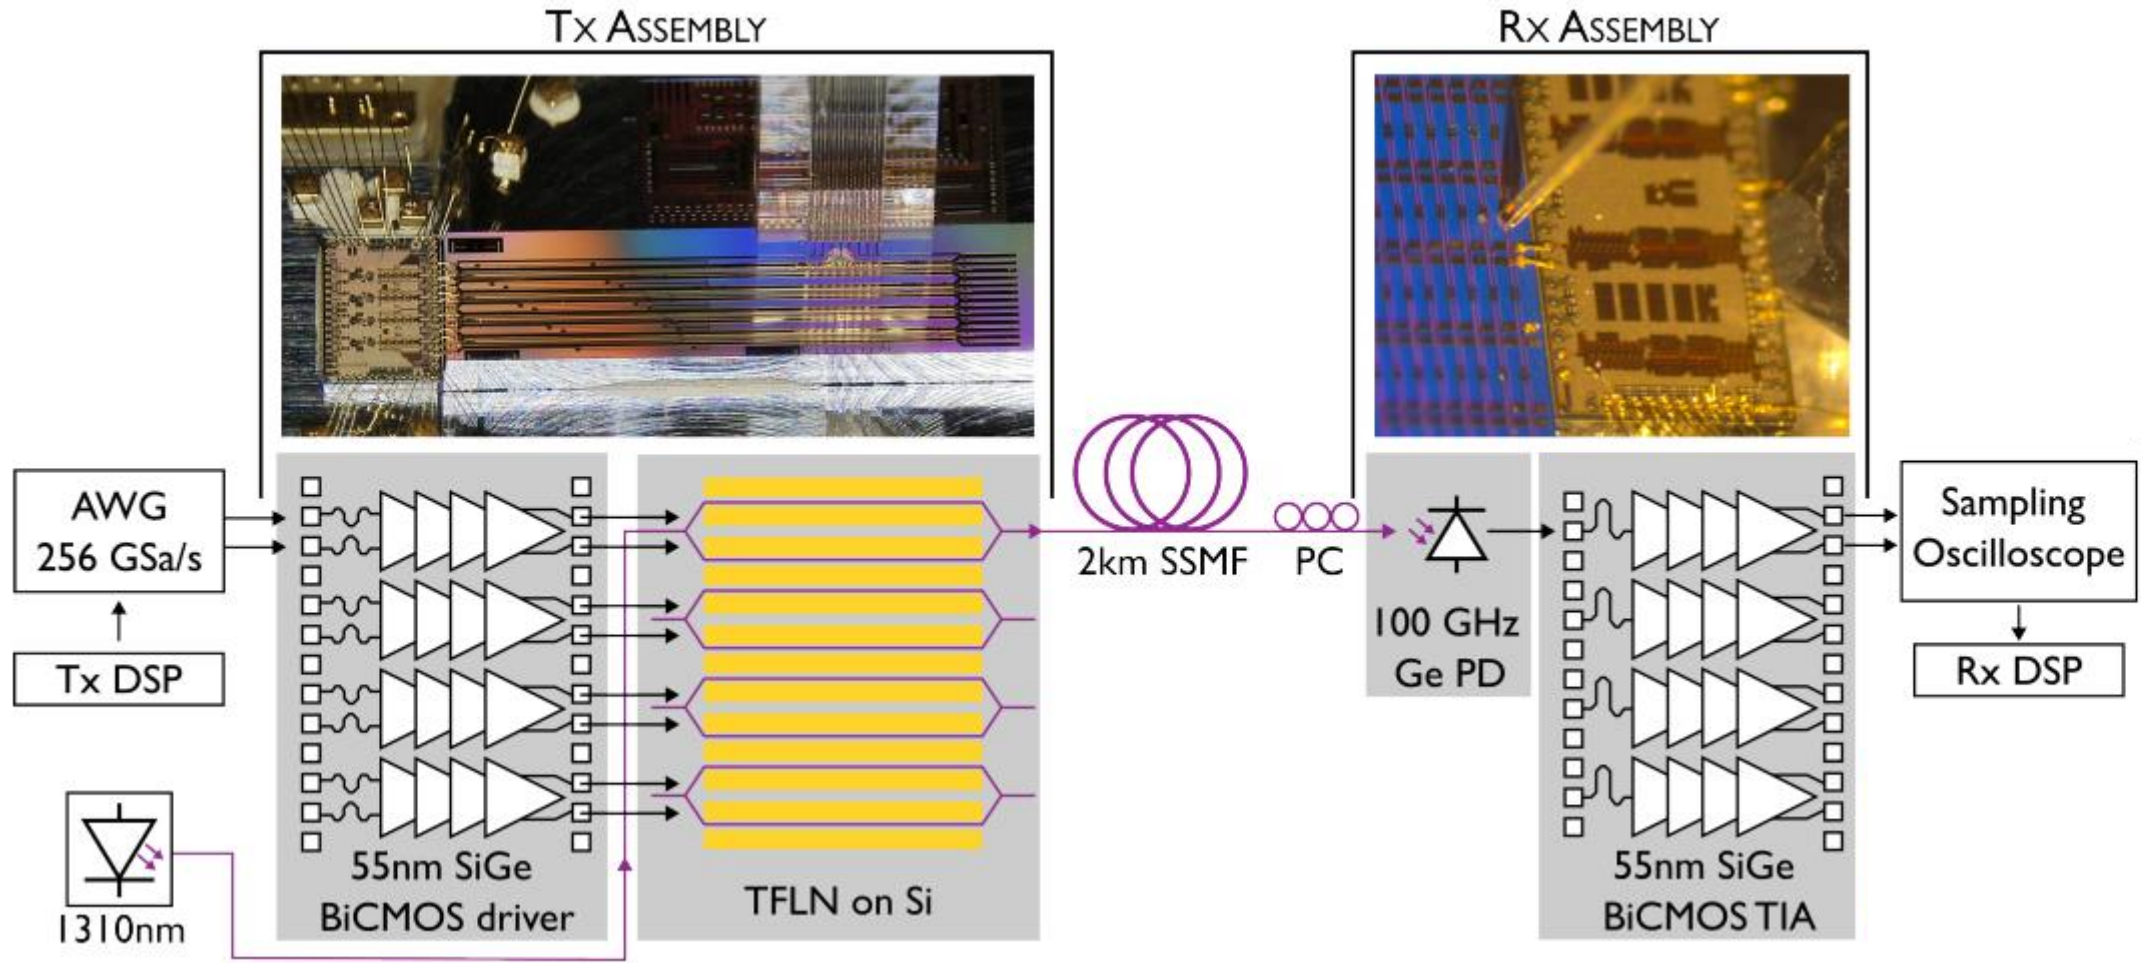 Tx Assembly
Rx Assembly
AWG
256 GSa/s
Tx DSP
1310nm
55nm SiGe
BiCMOS driver
TFLN on Si
2km SSMF
PC
100 GHz
Ge PD
55nm SiGe
BiCMOS TIA
Sampling
Oscilloscope
Rx DSP